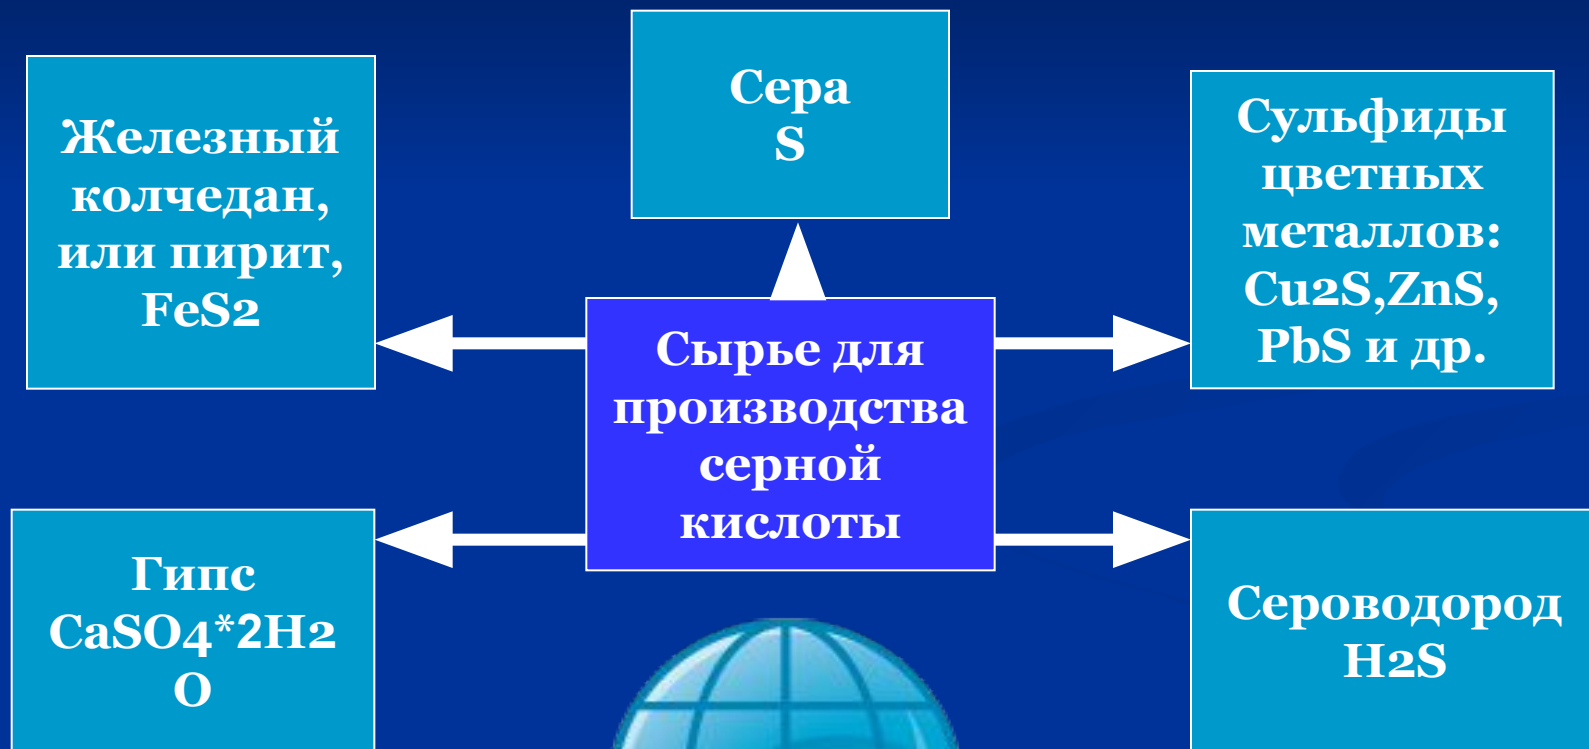 Сера
S
Железный
колчедан,
или пирит,
FeS2
Сульфиды
цветных
металлов:
Cu2S,ZnS,
PbS и др.
Сырье для
производства
серной
кислоты
Гипс
CaSO4*2H2
O
Сероводород
H2S